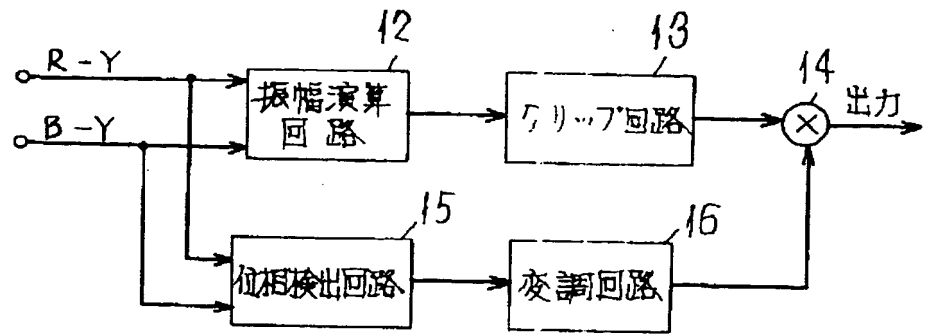 12
13
14
R-Y
振幅演算
回路
クリップ回路
×
出力
B-Y
15
16
位相検出回路
変調回路